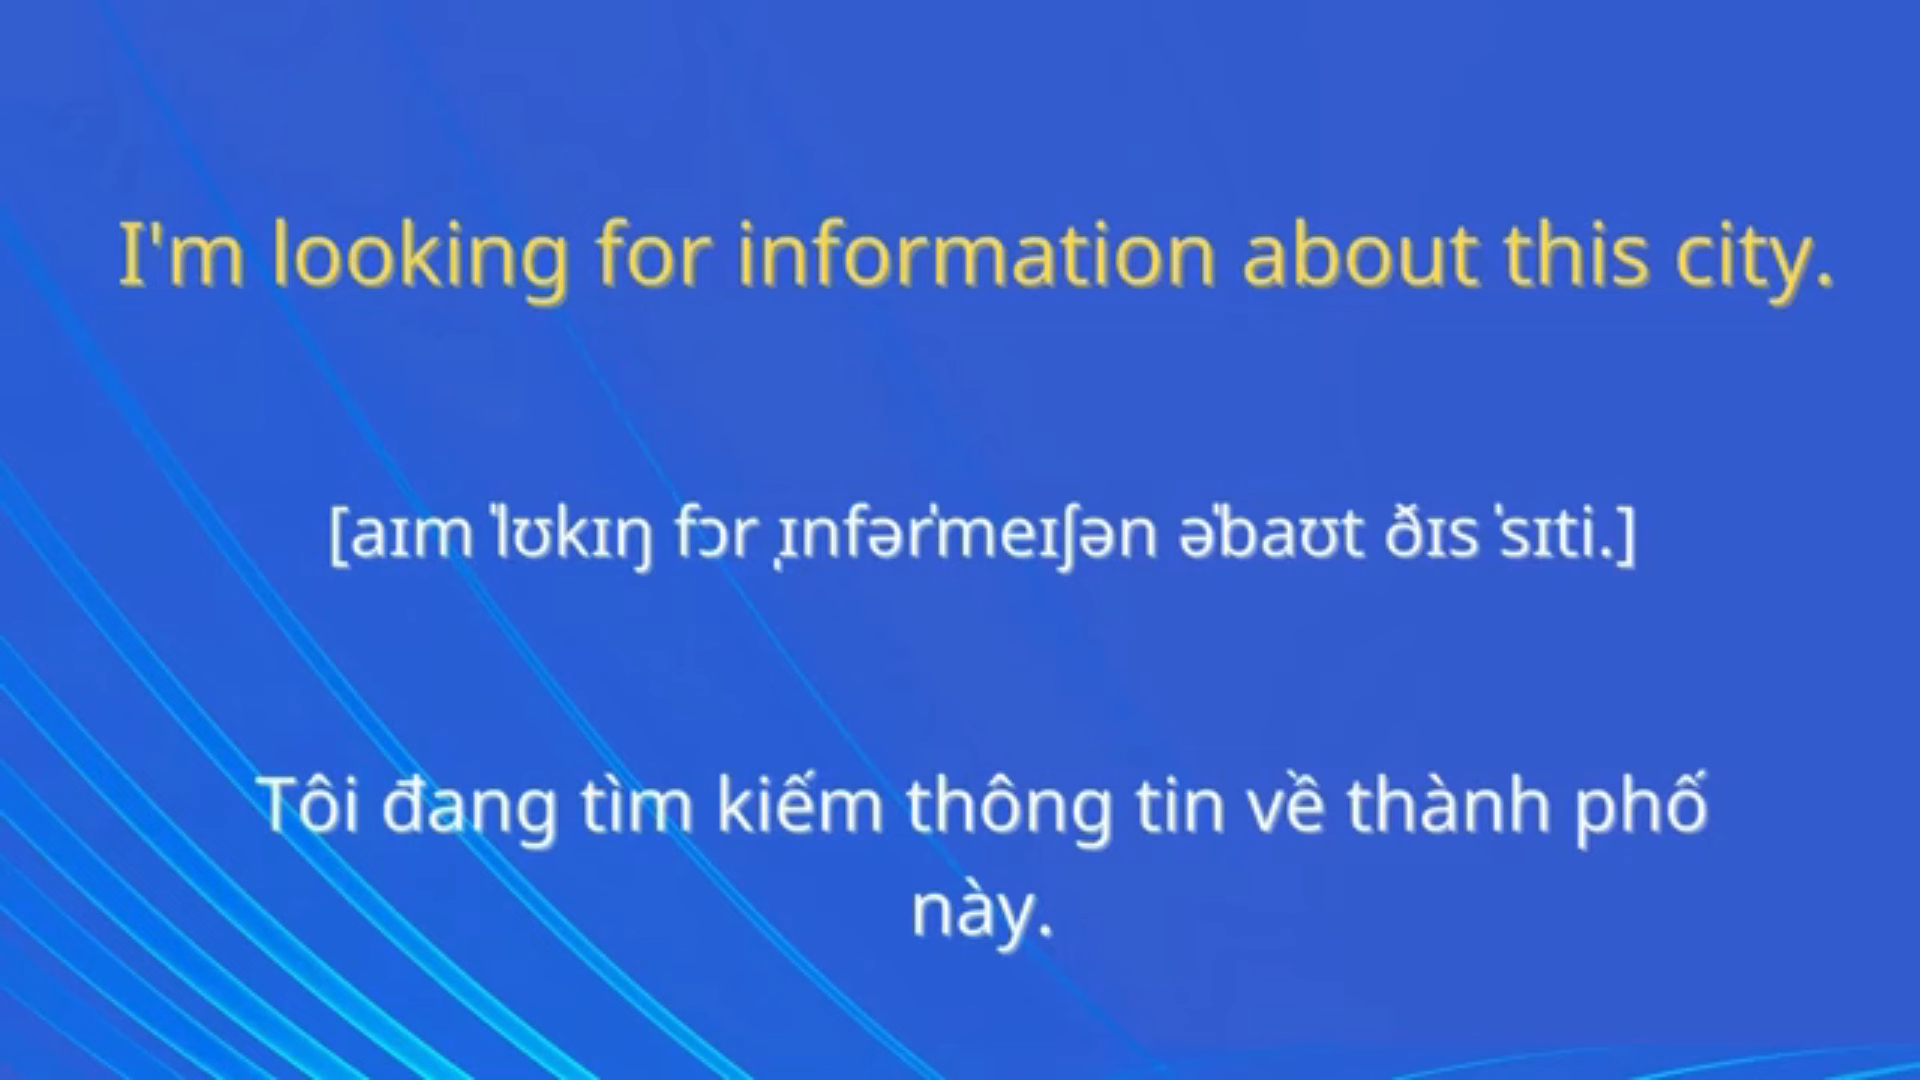 I'm looking for information about this city.
[aɪm ˈlʊkɪŋ fɔr ˌɪnfərˈmeɪʃən əˈbaʊt ðɪs ˈsɪti.]
Tôi đang tìm kiếm thông tin về thành phố
này.